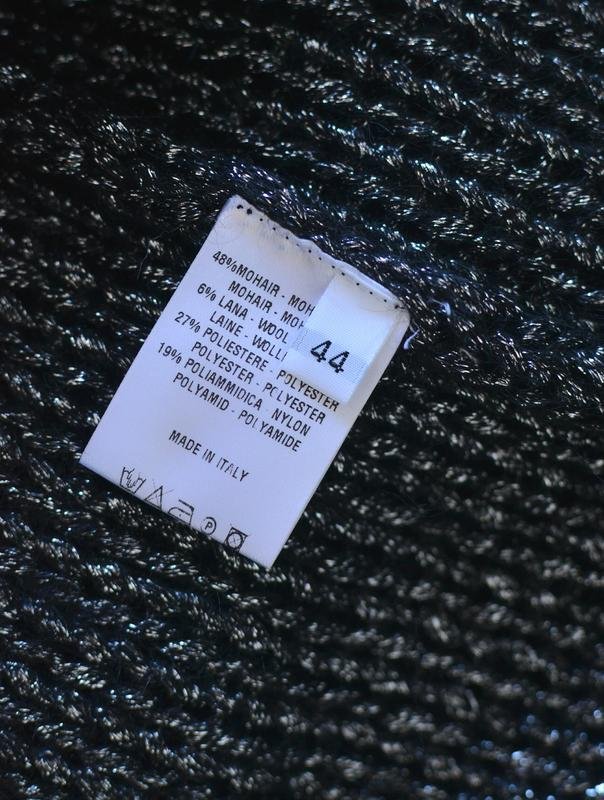 48%MOHAIR - MOH
MOHAIR - MOH
6% LANA - WOOL
LAINE - WOLL
27% POLIESTERE - POLYESTER
POLYESTER - POLYESTER
19% POLIAMMIDICA NYLON
POLYAMID - POLYAMIDE
MADE IN ITALY
P
44